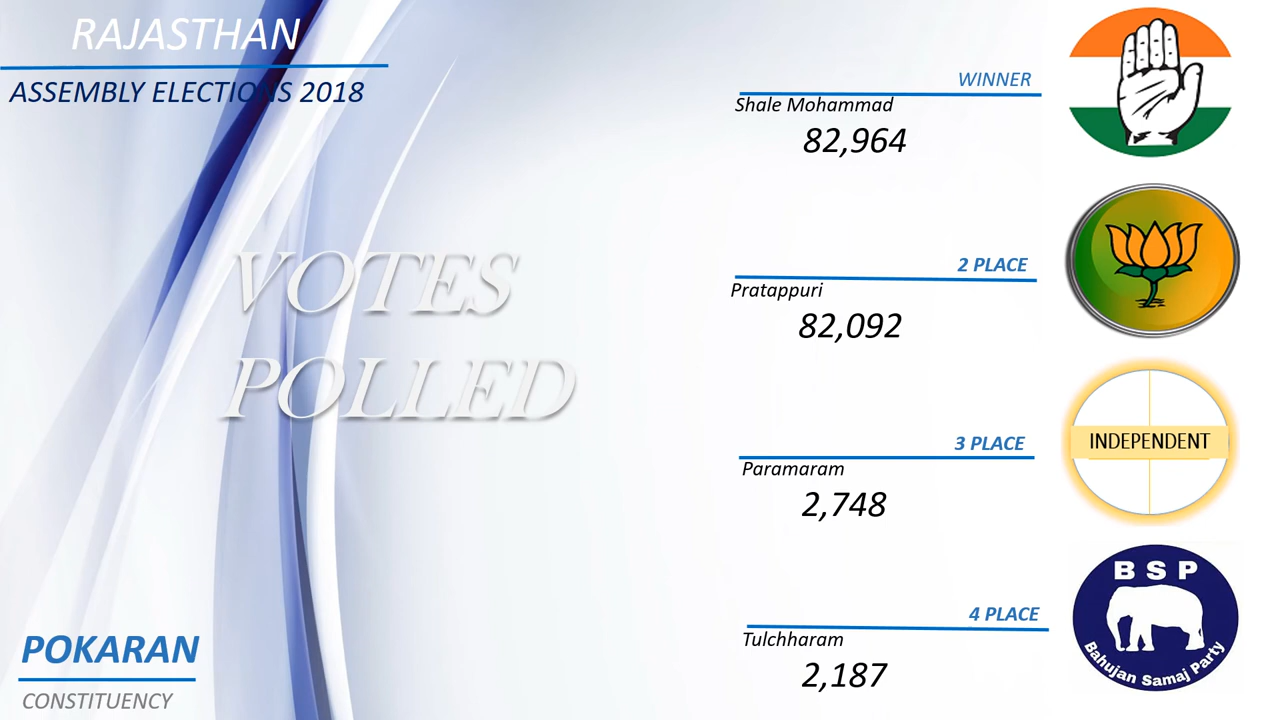 RAJASTHAN
ASSEMBLY ELECTIONS 2018
VOTES
POLLED
POKARAN
CONSTITUENCY
WINNER
Shale Mohammad
82,964
2 PLACE
Pratappuri
82,092
3 PLACE
Paramaram
2,748
INDEPENDENT
4 PLACE
Tulchharam
2,187
BSP
Bahujan Samaj Party